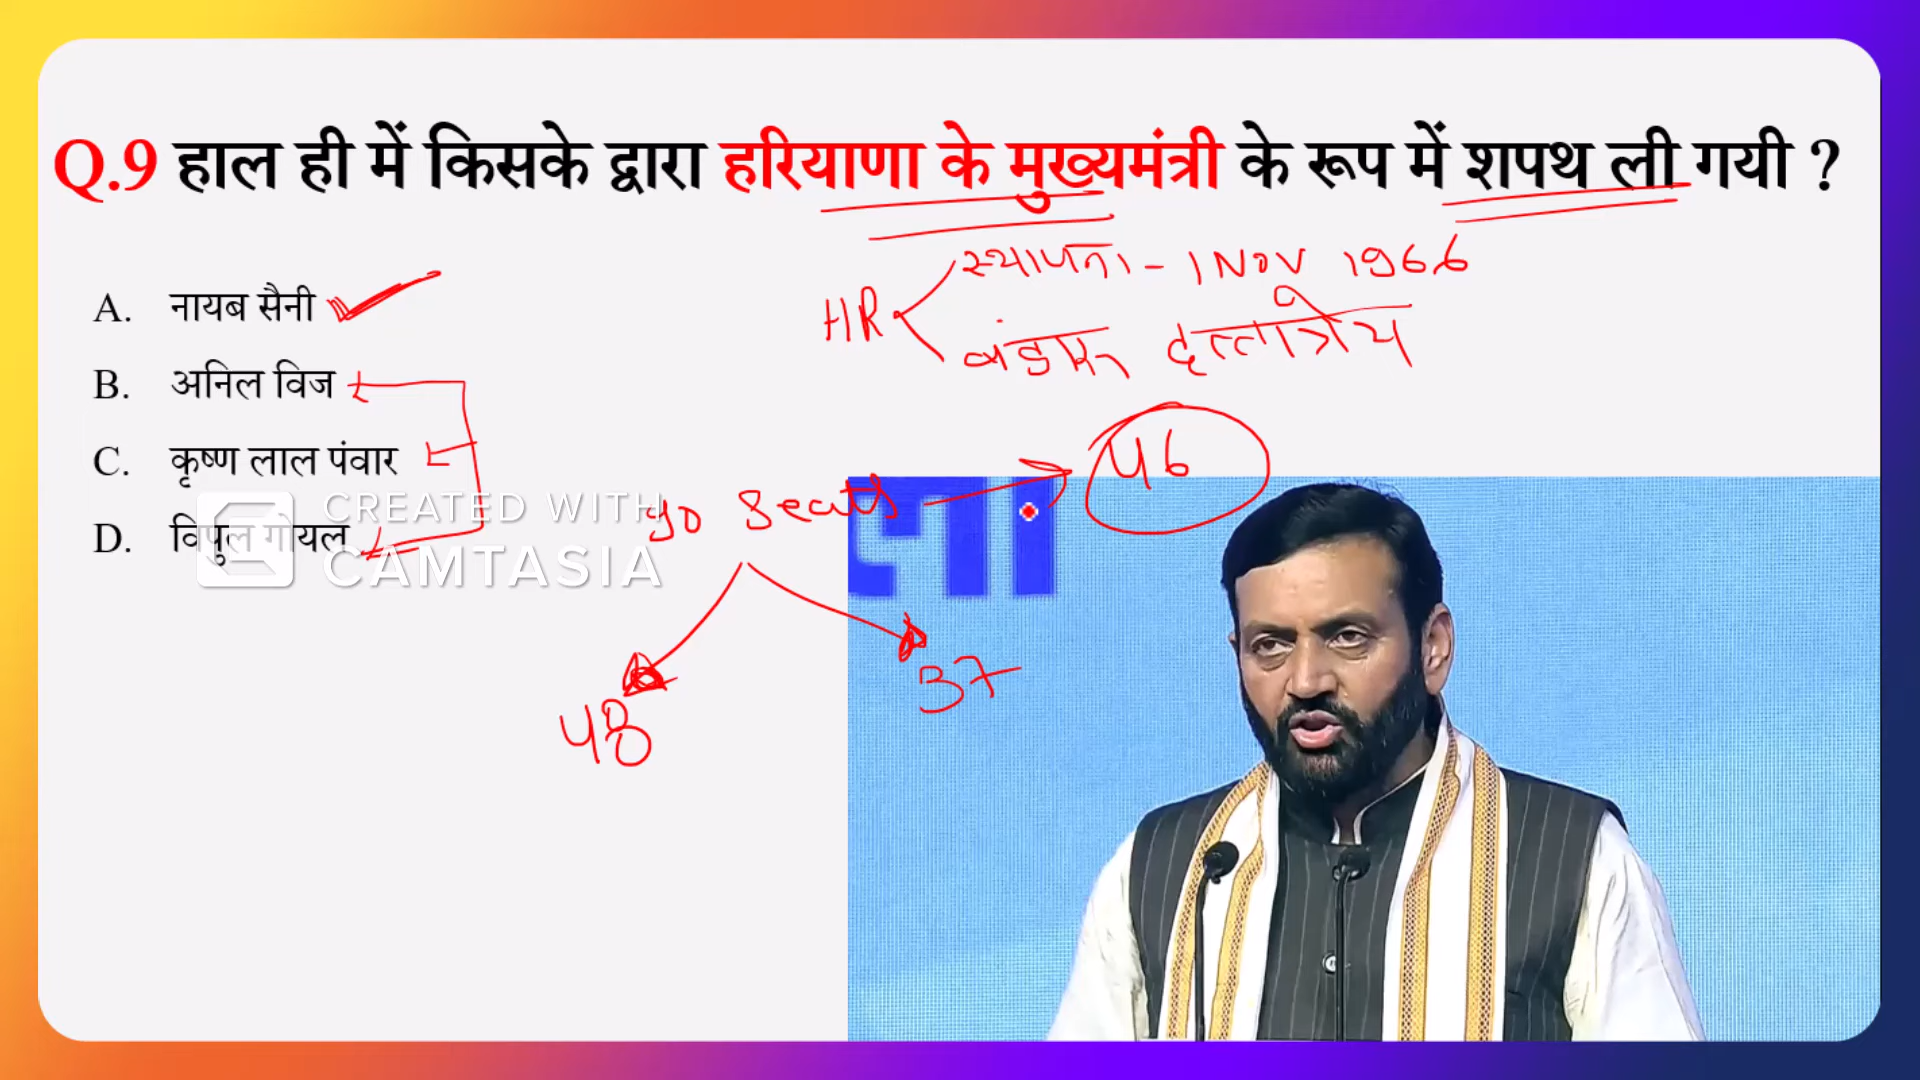 Q.9 हाल ही में किसके द्वारा हरियाणा के मुख्यमंत्री के रूप में शपथ ली गयी ?
स्थापना - 1 NOV 1966
HR
बंडारू दत्तात्रेय
A. नायब सैनी
B. अनिल विज
C. कृष्ण लाल पंवार
D. विपुल गोयल
CREATED WITH
CAMTASIA
90 Seats
46
48
37
ला